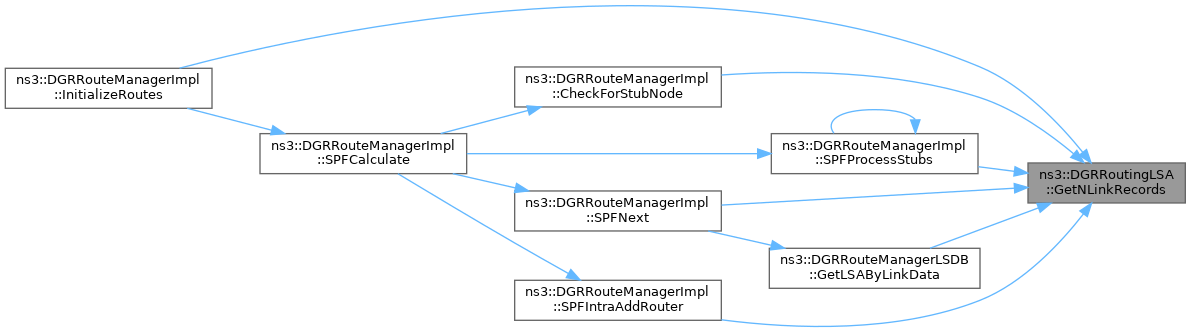 ns3::DGRRouteManagerImpl
::InitializeRoutes
ns3::DGRRouteManagerImpl
::SPFCalculate
ns3::DGRRouteManagerImpl
::CheckForStubNode
ns3::DGRRouteManagerImpl
::SPFProcessStubs
ns3::DGRRouteManagerImpl
::SPFNext
ns3::DGRRouteManagerLSDB
::GetLSAByLinkData
ns3::DGRRouteManagerImpl
::SPFIntraAddRouter
ns3::DGRRoutingLSA
::GetNLinkRecords